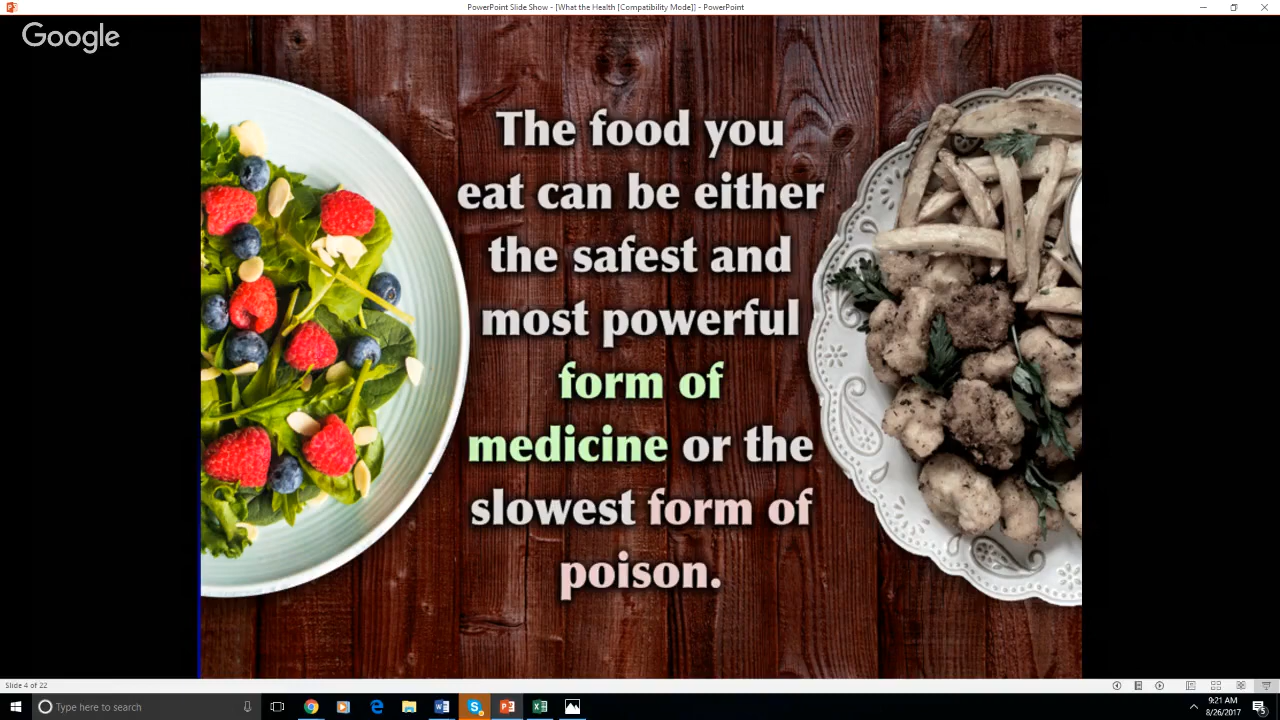 PowerPoint Slide Show - [What the Health [Compatibility Mode]] - PowerPoint
Google
The food you
eat can be either
the safest and
most powerful
form of
medicine or the
slowest form of
poison.
Slide 4 of 22
Type here to search
9:21 AM
8/26/2017
5